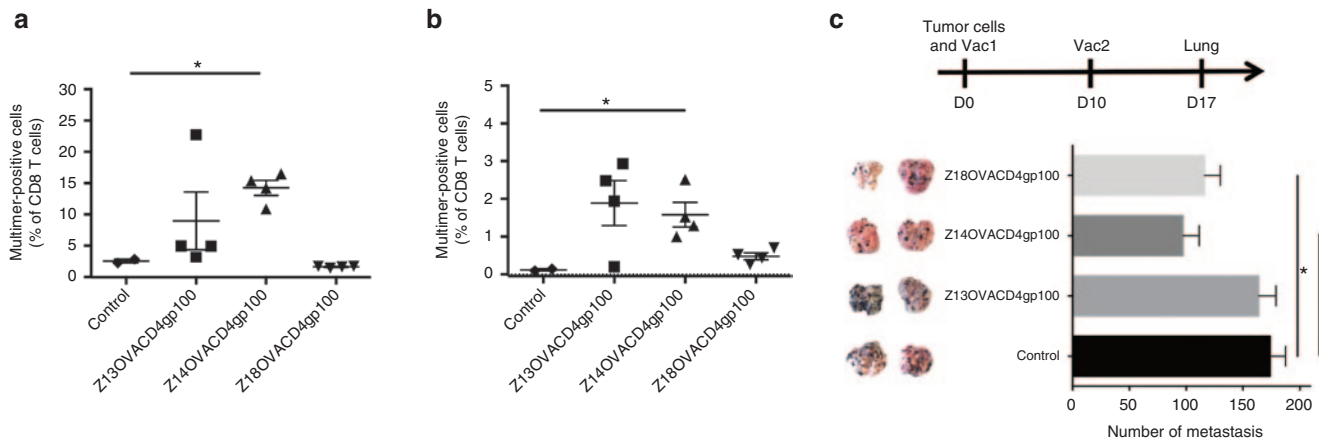 a
*
Multimer-positive cells
(% of CD8 T cells)
30
25
20
15
10
5
0
Control
Z13OVACD4gp100
Z14OVACD4gp100
Z18OVACD4gp100
b
*
Multimer-positive cells
(% of CD8 T cells)
5
4
3
2
1
0
Control
Z13OVACD4gp100
Z14OVACD4gp100
Z18OVACD4gp100
c
Tumor cells
and Vac1
Vac2
Lung
D0
D10
D17
Z18OVACD4gp100
Z14OVACD4gp100
Z13OVACD4gp100
Control
*
0
50
100
150
200
Number of metastasis